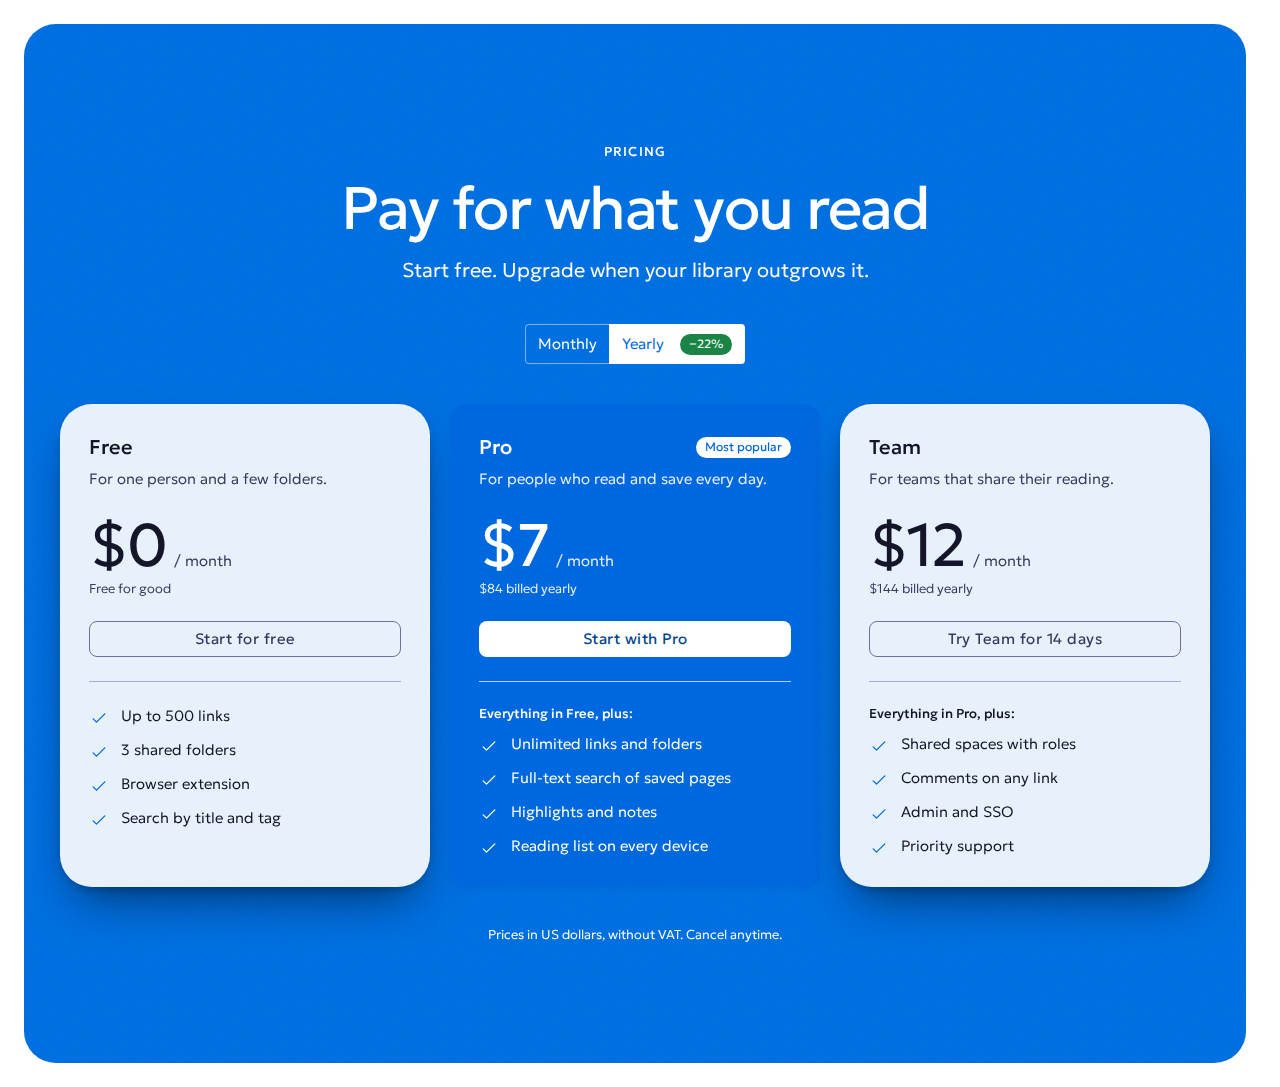 PRICING
Pay for what you read
Start free. Upgrade when your library outgrows it.
Monthly
Yearly
−22%
Free
For one person and a few folders.
$0 / month
Free for good
Start for free
Up to 500 links
3 shared folders
Browser extension
Search by title and tag
Pro
Most popular
For people who read and save every day.
$7 / month
$84 billed yearly
Start with Pro
Everything in Free, plus:
Unlimited links and folders
Full-text search of saved pages
Highlights and notes
Reading list on every device
Team
For teams that share their reading.
$12 / month
$144 billed yearly
Try Team for 14 days
Everything in Pro, plus:
Shared spaces with roles
Comments on any link
Admin and SSO
Priority support
Prices in US dollars, without VAT. Cancel anytime.